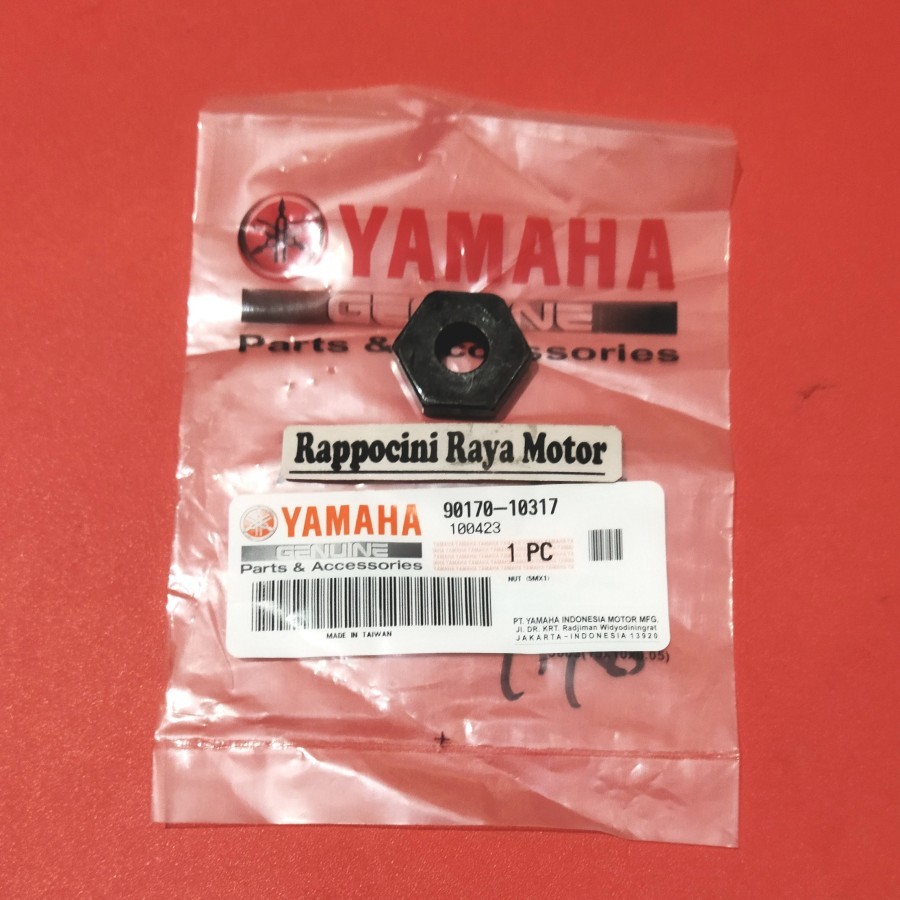 YAMAHA
GENUINE
Parts & Accessories
Rappocini Raya Motor
YAMAHA
GENUINE
Parts & Accessories
90170-10317
100423
1 PC
NUT (5MX1)
MADE IN TAIWAN
PT. YAMAHA INDONESIA MOTOR MFG.
Jl. DR. KRT. Radjiman Widyodiningrat
JAKARTA-INDONESIA 13920